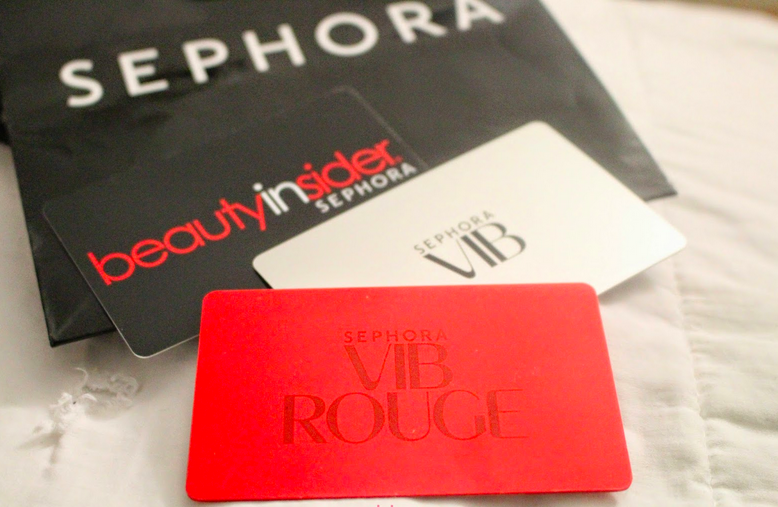 SEPHORA
beautyinsider
SEPHORA
SEPHORA
VIB
SEPHORA
VIB
ROUGE